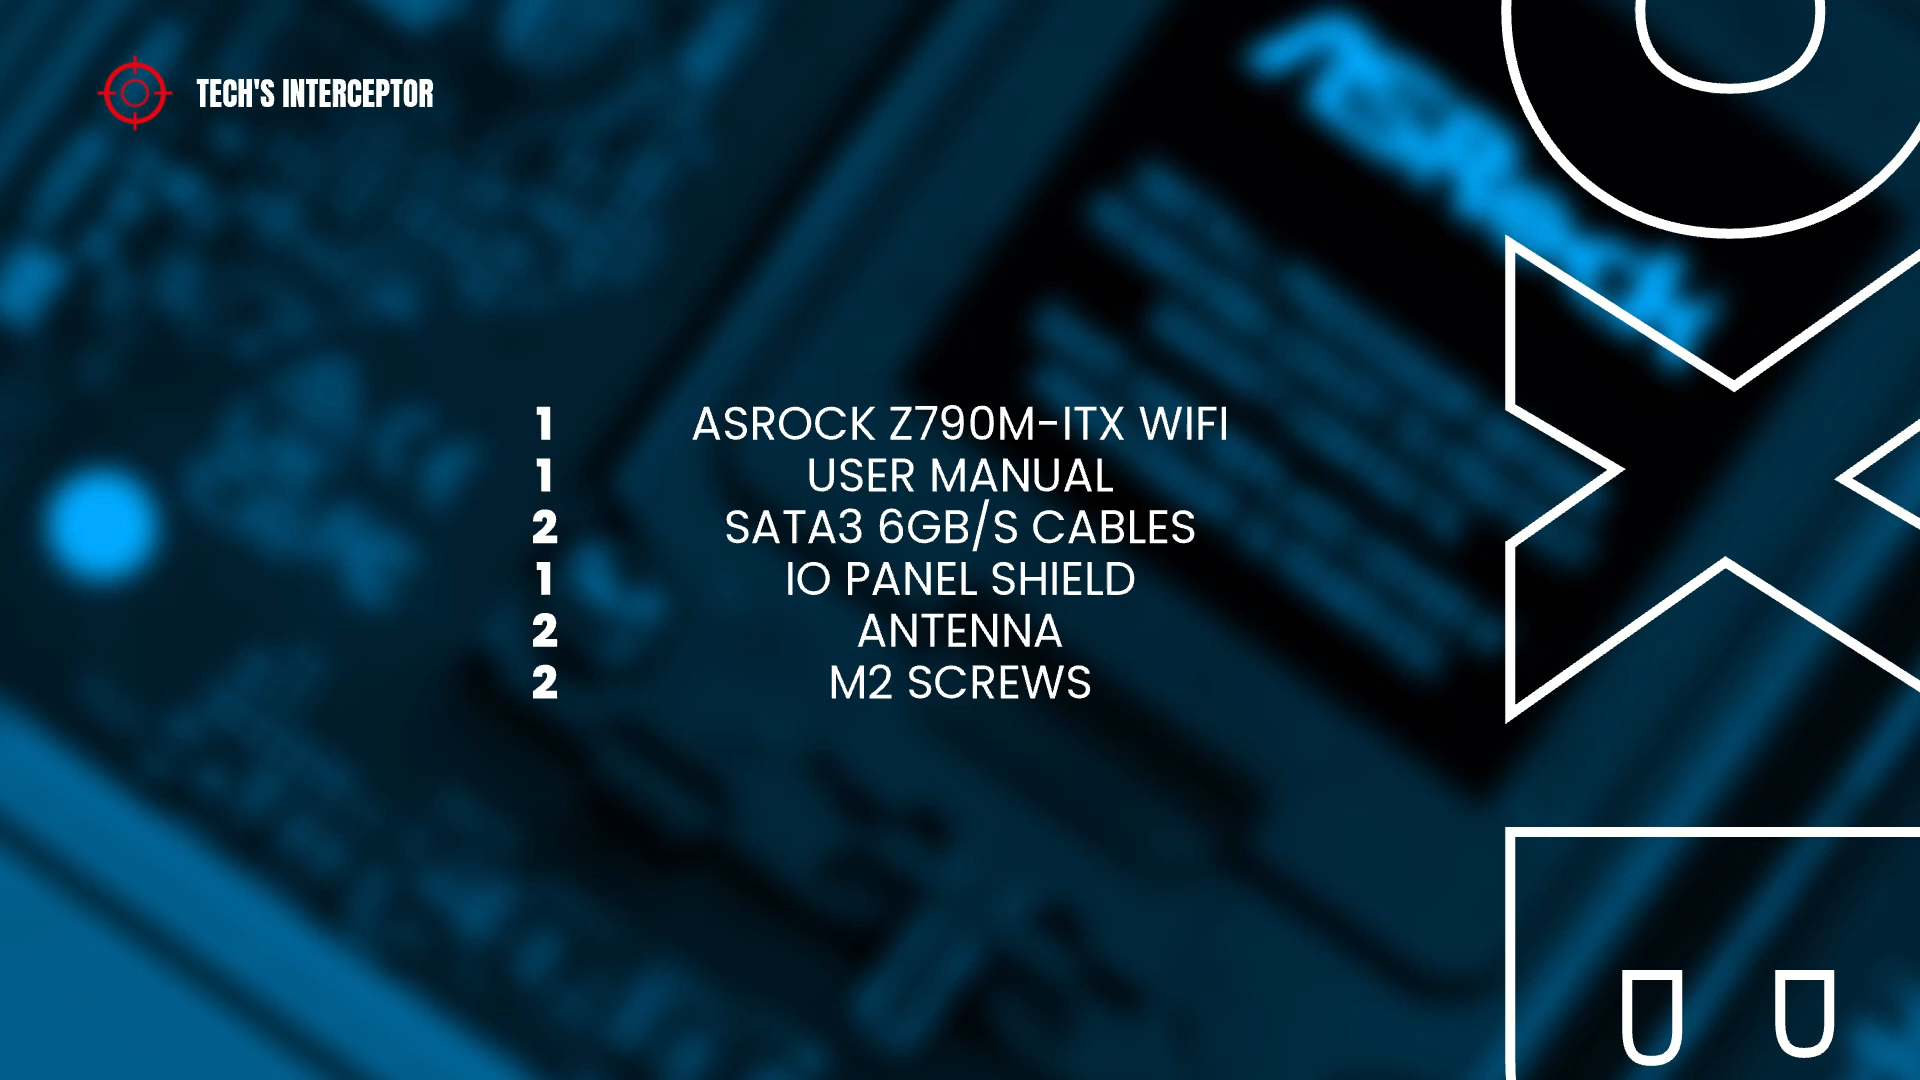 TECH'S INTERCEPTOR
1 ASROCK Z790M-ITX WIFI
1 USER MANUAL
2 SATA3 6GB/S CABLES
1 IO PANEL SHIELD
2 ANTENNA
2 M2 SCREWS
BOX